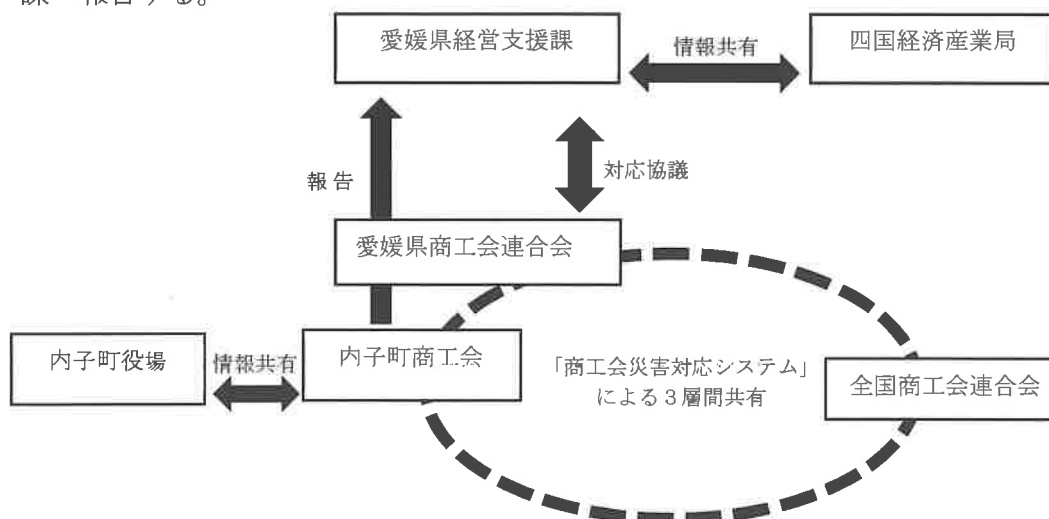 報告する。
愛媛県経営支援課
情報共有
四国経済産業局
報告
対応協議
愛媛県商工会連合会
内子町役場
情報共有
内子町商工会
「商工会災害対応システム」
による３層間共有
全国商工会連合会